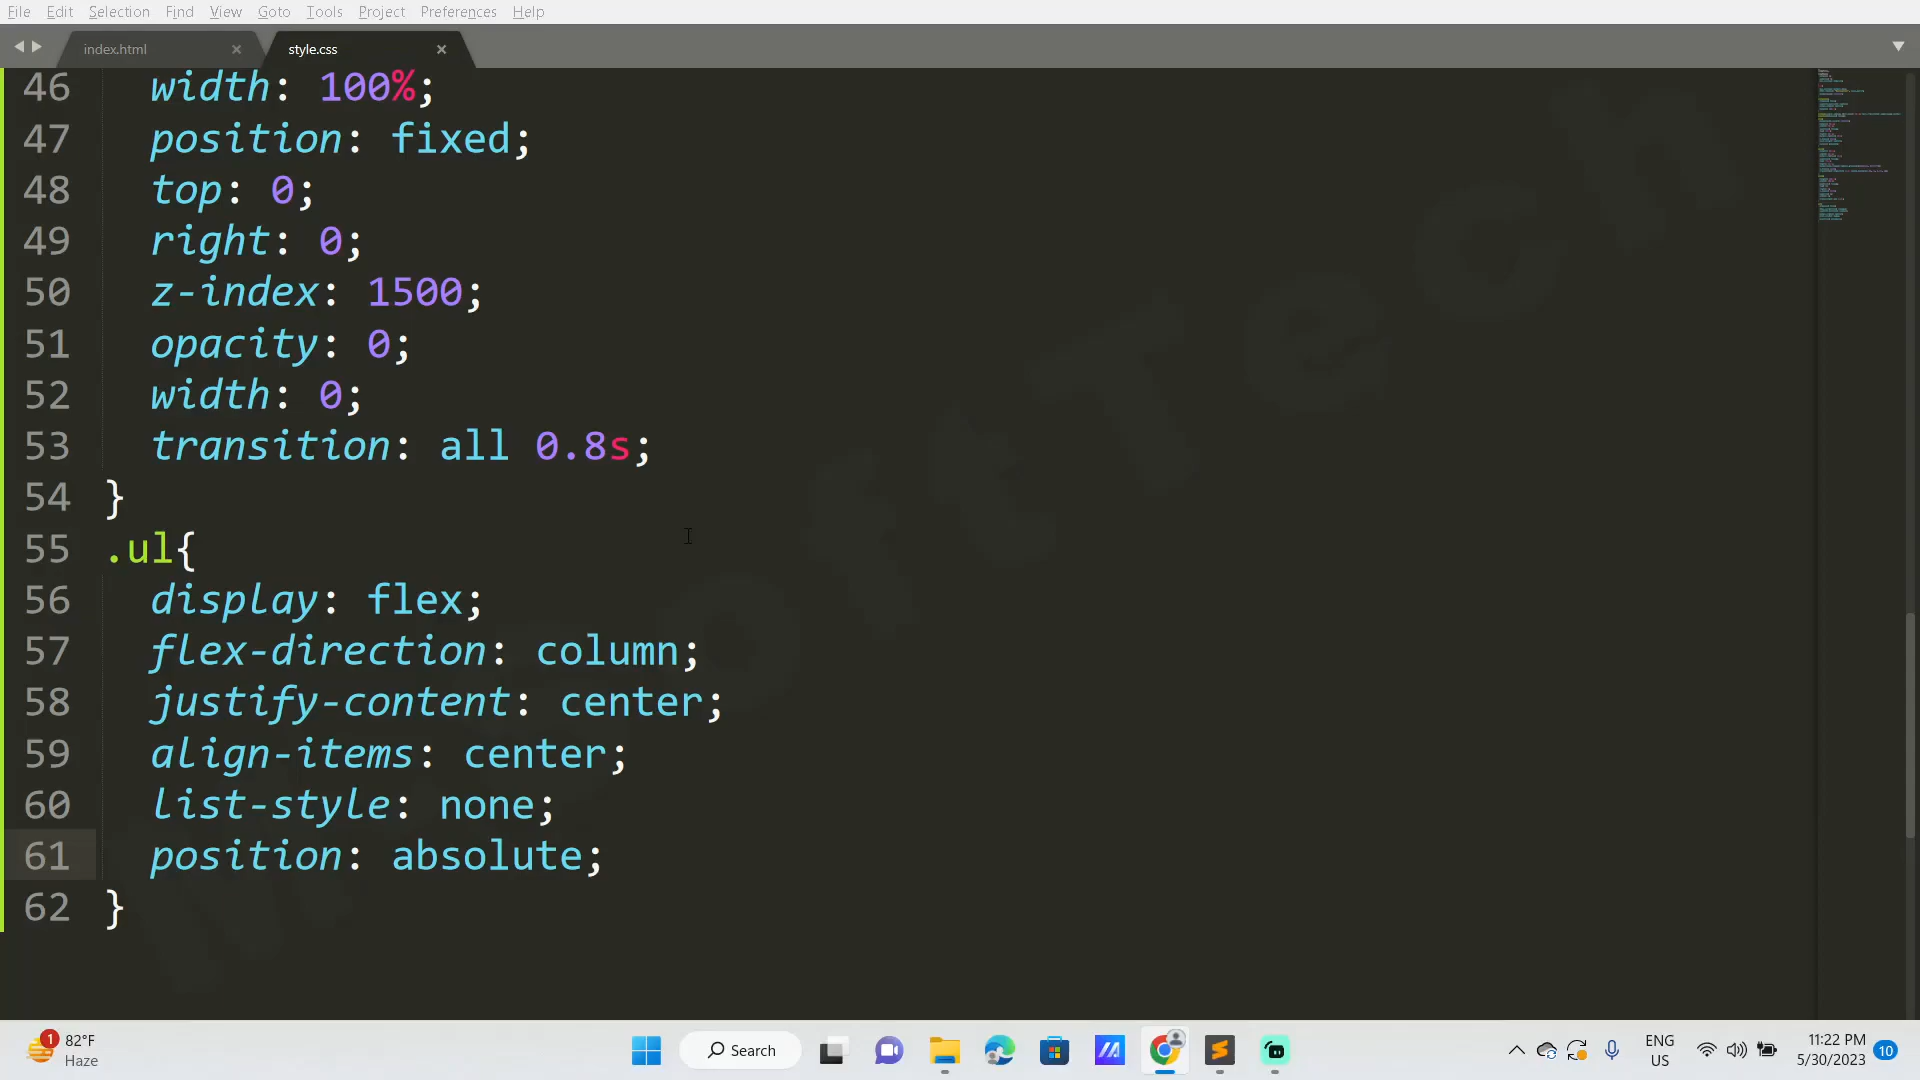 File Edit Selection Find View Goto Tools Project Preferences Help
index.html × style.css ×
46 width: 100%;
47 position: fixed;
48 top: 0;
49 right: 0;
50 z-index: 1500;
51 opacity: 0;
52 width: 0;
53 transition: all 0.8s;
54 }
55 .ul{
56 display: flex;
57 flex-direction: column;
58 justify-content: center;
59 align-items: center;
60 list-style: none;
61 position: absolute;
62 }
1 82°F
Haze
Search
ENG
US
11:22 PM
5/30/2023
10